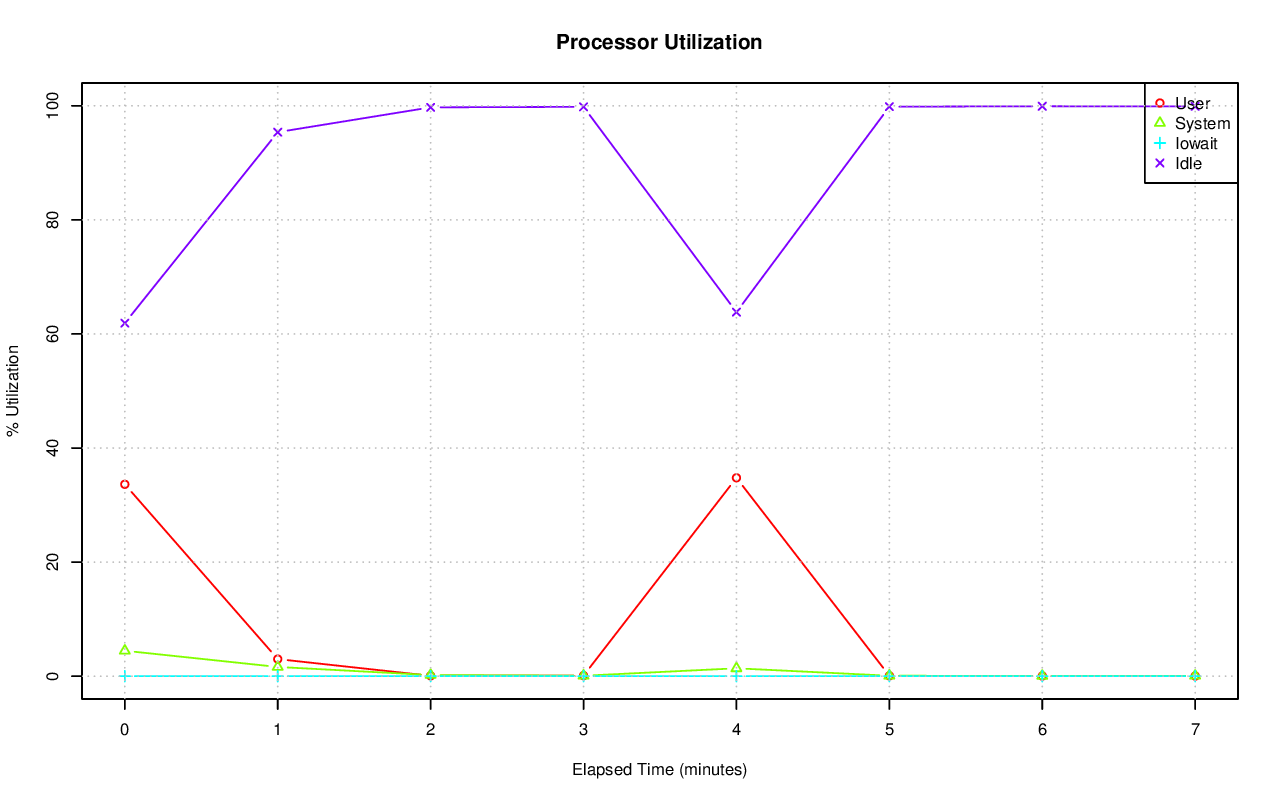 Processor Utilization
% Utilization
100
80
60
40
20
0
User
System
Iowait
Idle
0 1 2 3 4 5 6 7
Elapsed Time (minutes)